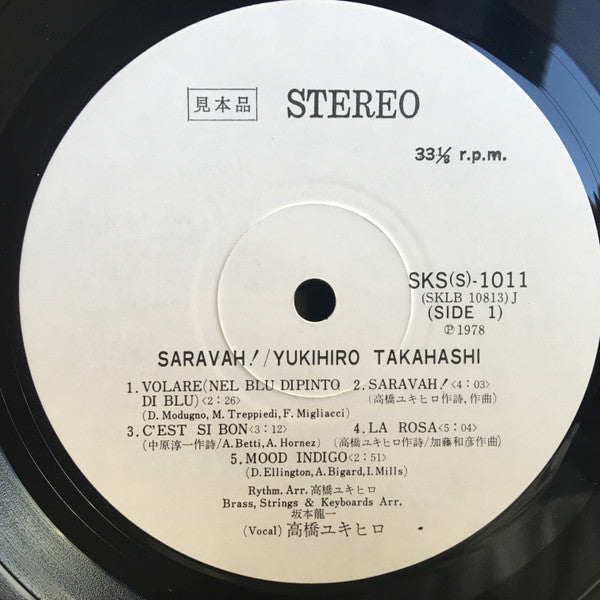 見本品 STEREO
33⅓ r.p.m.
SKS(S)-1011
(SKLB 10813)J
(SIDE 1)
℗1978
SARAVAH!/YUKIHIRO TAKAHASHI
1. VOLARE(NEL BLU DIPINTO DI BLU)<2:26>
(D. Modugno, M. Treppiedi, F. Migliacci)
2. SARAVAH!<4:03>
(高橋ユキヒロ作詩,作曲)
3. C'EST SI BON<3:12>
(中原淳一作詩/A. Betti, A. Hornez)
4. LA ROSA<5:04>
(高橋ユキヒロ作詩/加藤和彦作曲)
5. MOOD INDIGO<2:51>
(D. Ellington, A. Bigard, I. Mills)
Rythm. Arr. 高橋ユキヒロ
Brass, Strings & Keyboards Arr.
坂本龍一
(Vocal) 高橋ユキヒロ